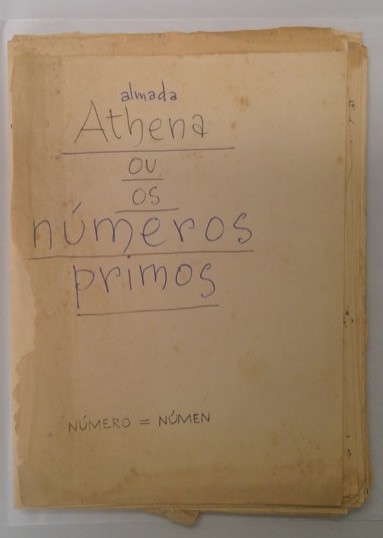 almada
Athena
ou
os
números
primos
NÚMERO = NÚMEN